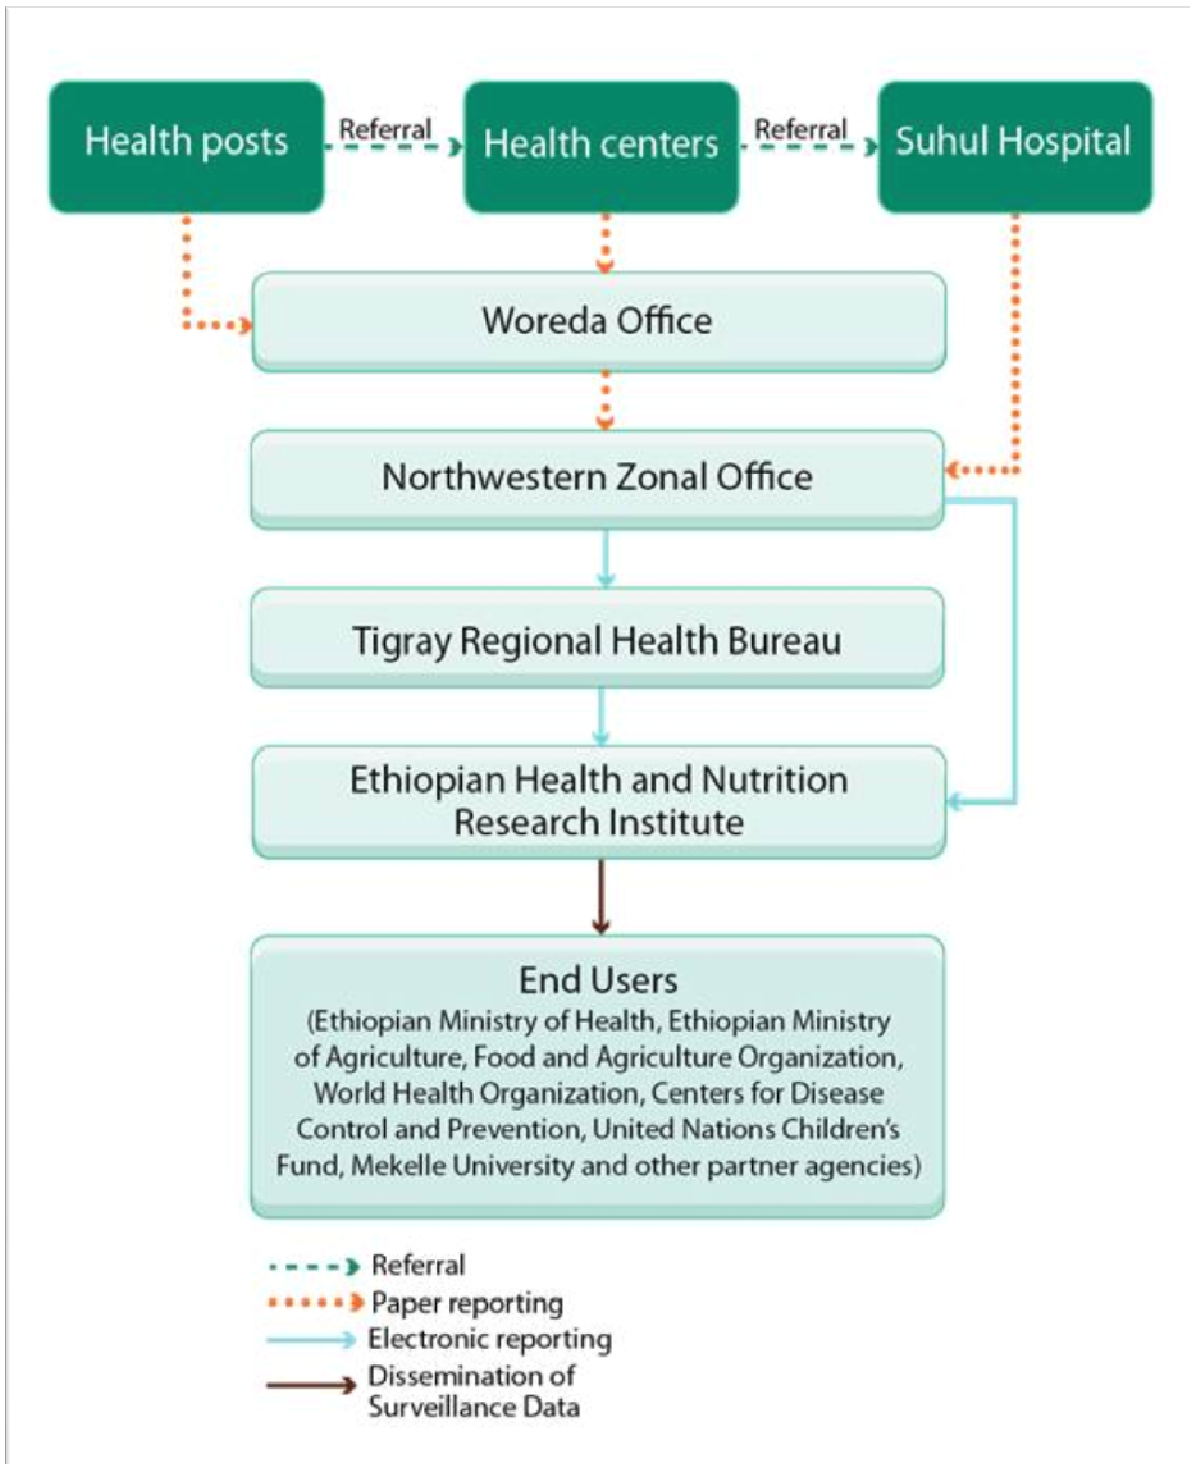 Health posts
Referral
Health centers
Referral
Suhul Hospital
Woreda Office
Northwestern Zonal Office
Tigray Regional Health Bureau
Ethiopian Health and Nutrition
Research Institute
End Users
(Ethiopian Ministry of Health, Ethiopian Ministry
of Agriculture, Food and Agriculture Organization,
World Health Organization, Centers for Disease
Control and Prevention, United Nations Children’s
Fund, Mekelle University and other partner agencies)
Referral
Paper reporting
Electronic reporting
Dissemination of
Surveillance Data